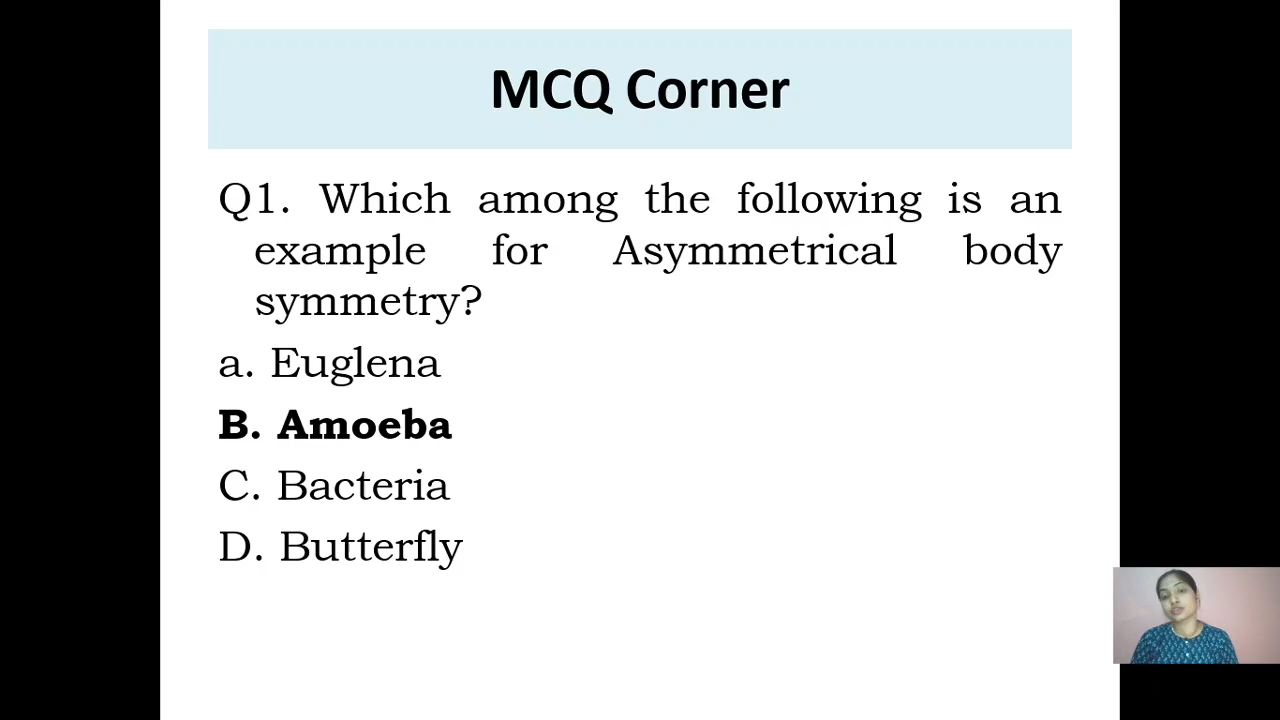 MCQ Corner
Q1. Which among the following is an
example for Asymmetrical body
symmetry?
a. Euglena
B. Amoeba
C. Bacteria
D. Butterfly